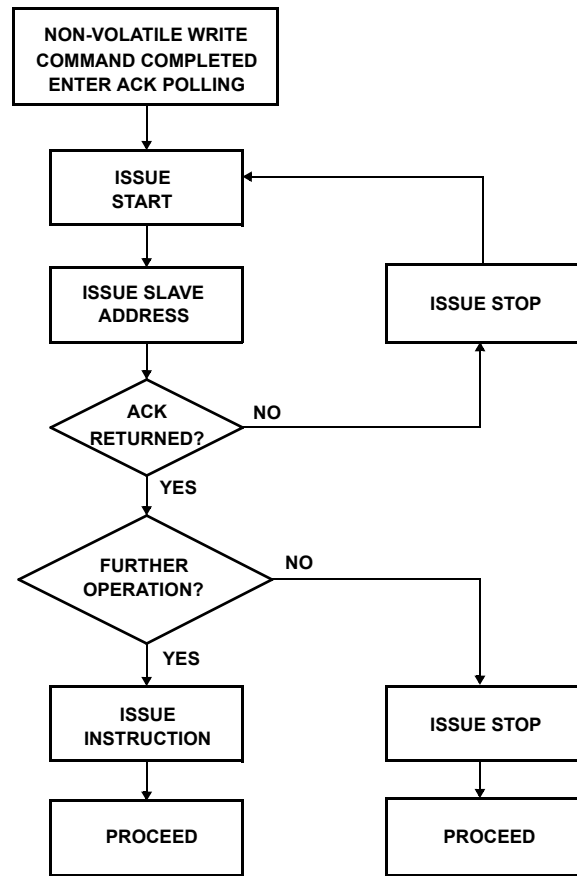 NON-VOLATILE WRITE
COMMAND COMPLETED
ENTER ACK POLLING
ISSUE
START
ISSUE SLAVE
ADDRESS
ISSUE STOP
ACK
RETURNED?
NO
YES
FURTHER
OPERATION?
NO
YES
ISSUE
INSTRUCTION
ISSUE STOP
PROCEED
PROCEED